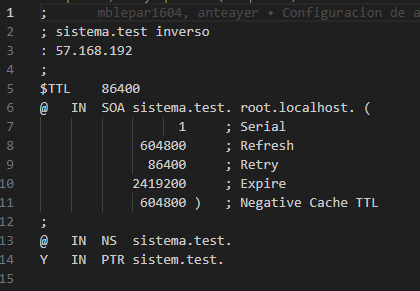 1 ; mblepar1604, anteayer • Configuracion de a
2 ; sistema.test inverso
3 : 57.168.192
4 ;
5 $TTL 86400
6 @ IN SOA sistema.test. root.localhost. (
7 1 ; Serial
8 604800 ; Refresh
9 86400 ; Retry
10 2419200 ; Expire
11 604800 ) ; Negative Cache TTL
12 ;
13 @ IN NS sistema.test.
14 Y IN PTR sistem.test.
15